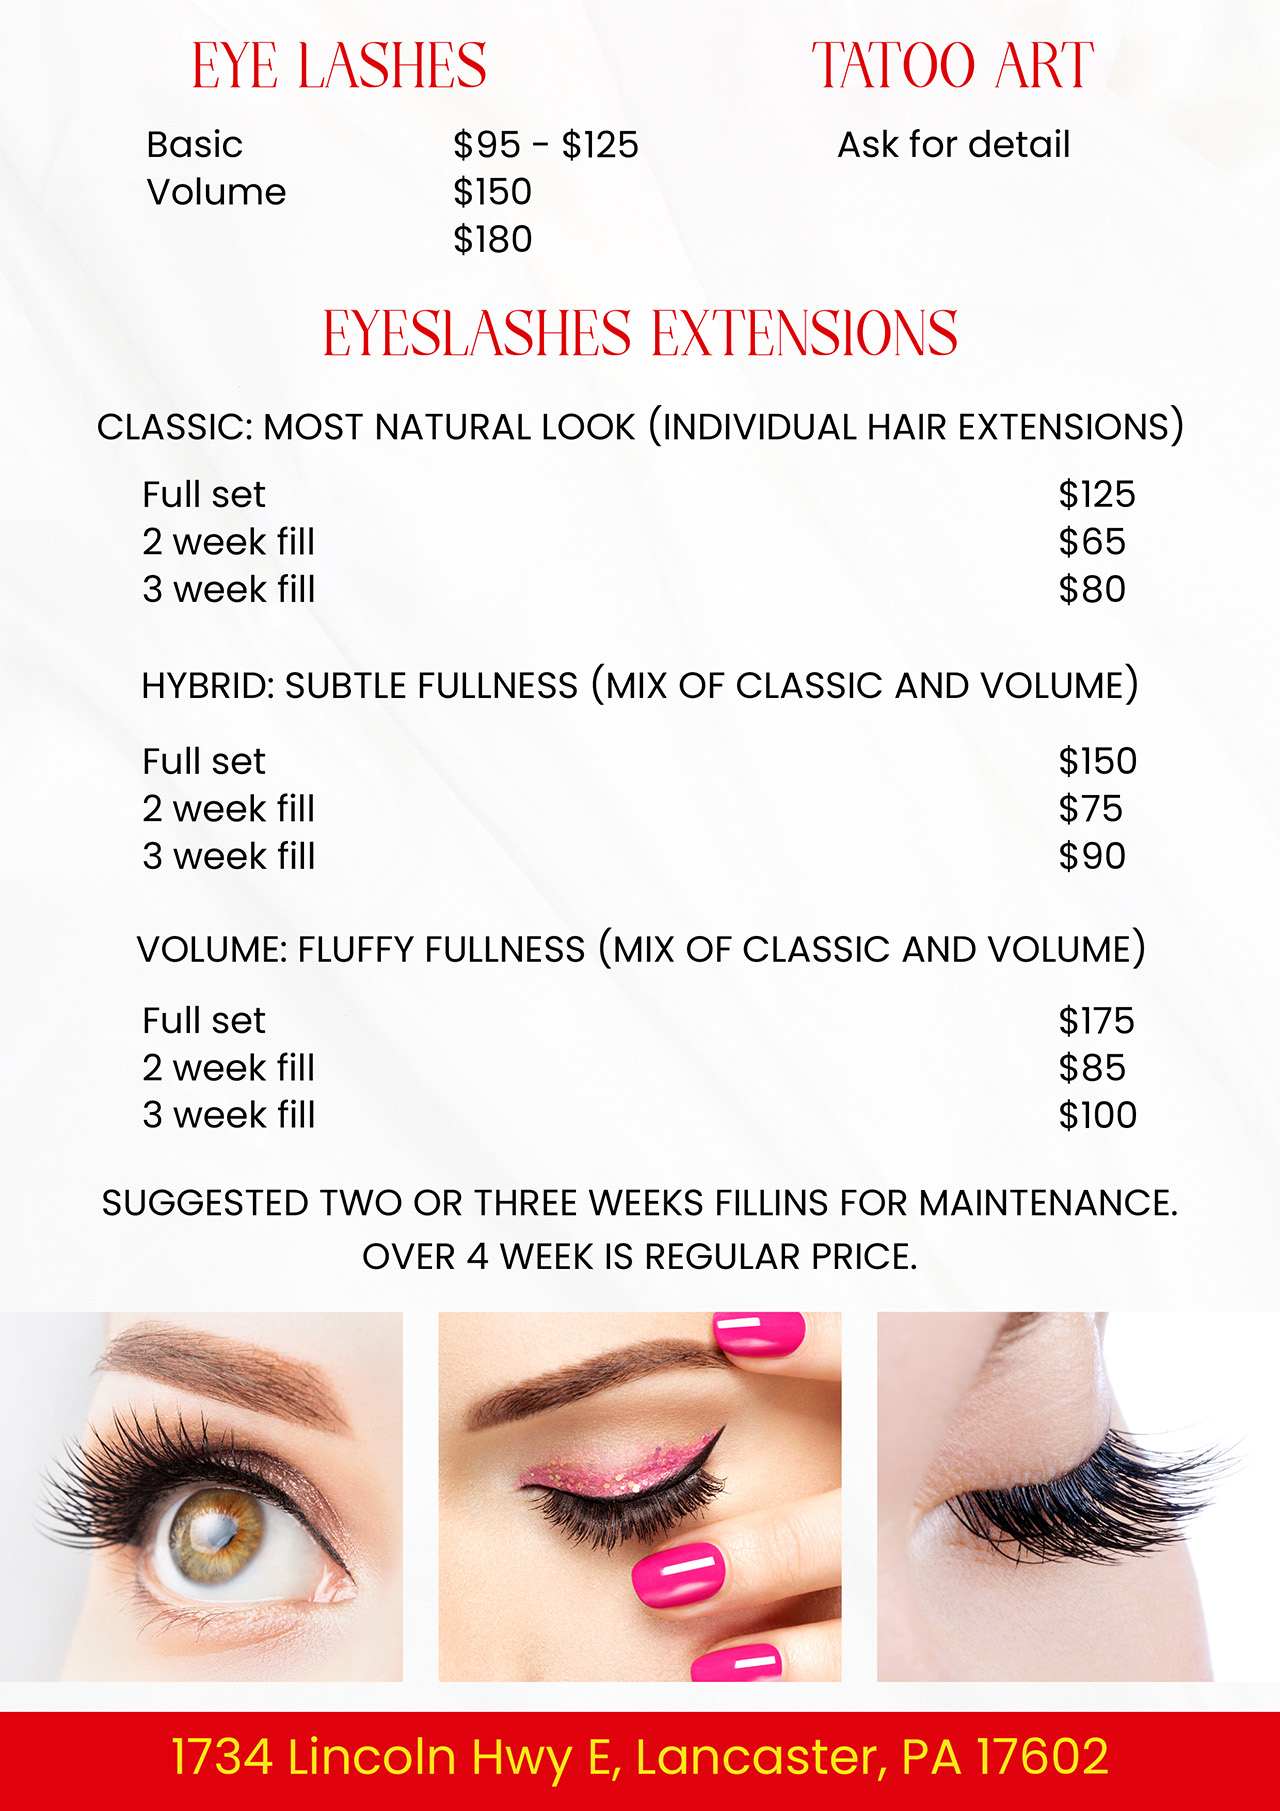 EYE LASHES
Basic $95 - $125
Volume $150
$180
TATOO ART
Ask for detail
EYESLASHES EXTENSIONS
CLASSIC: MOST NATURAL LOOK (INDIVIDUAL HAIR EXTENSIONS)
Full set $125
2 week fill $65
3 week fill $80
HYBRID: SUBTLE FULLNESS (MIX OF CLASSIC AND VOLUME)
Full set $150
2 week fill $75
3 week fill $90
VOLUME: FLUFFY FULLNESS (MIX OF CLASSIC AND VOLUME)
Full set $175
2 week fill $85
3 week fill $100
SUGGESTED TWO OR THREE WEEKS FILLINS FOR MAINTENANCE.
OVER 4 WEEK IS REGULAR PRICE.
1734 Lincoln Hwy E, Lancaster, PA 17602